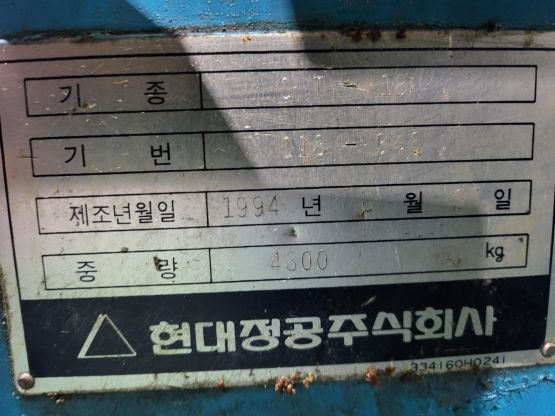 기 종
기 번
제조년월일 1994 년 월 일
중 량 4300 kg
현대정공주식회사
334160H0241